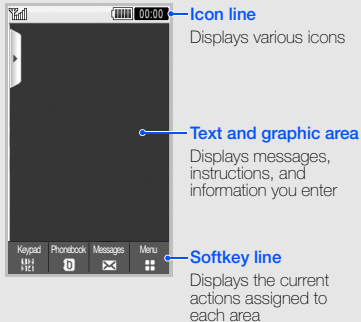 00:00
Icon line
Displays various icons
Text and graphic area
Displays messages,
instructions, and
information you enter
Keypad Phonebook Messages Menu
Softkey line
Displays the current
actions assigned to
each area